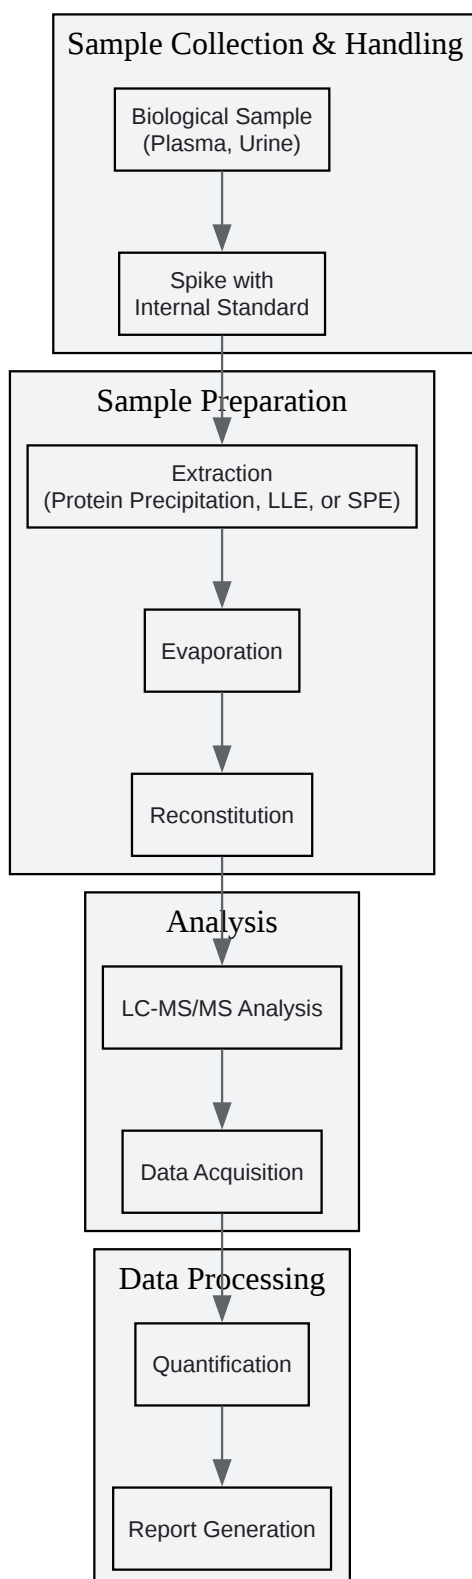 Sample Collection & Handling
Biological Sample
(Plasma, Urine)
Spike with
Internal Standard
Sample Preparation
Extraction
(Protein Precipitation, LLE, or SPE)
Evaporation
Reconstitution
Analysis
LC-MS/MS Analysis
Data Acquisition
Data Processing
Quantification
Report Generation